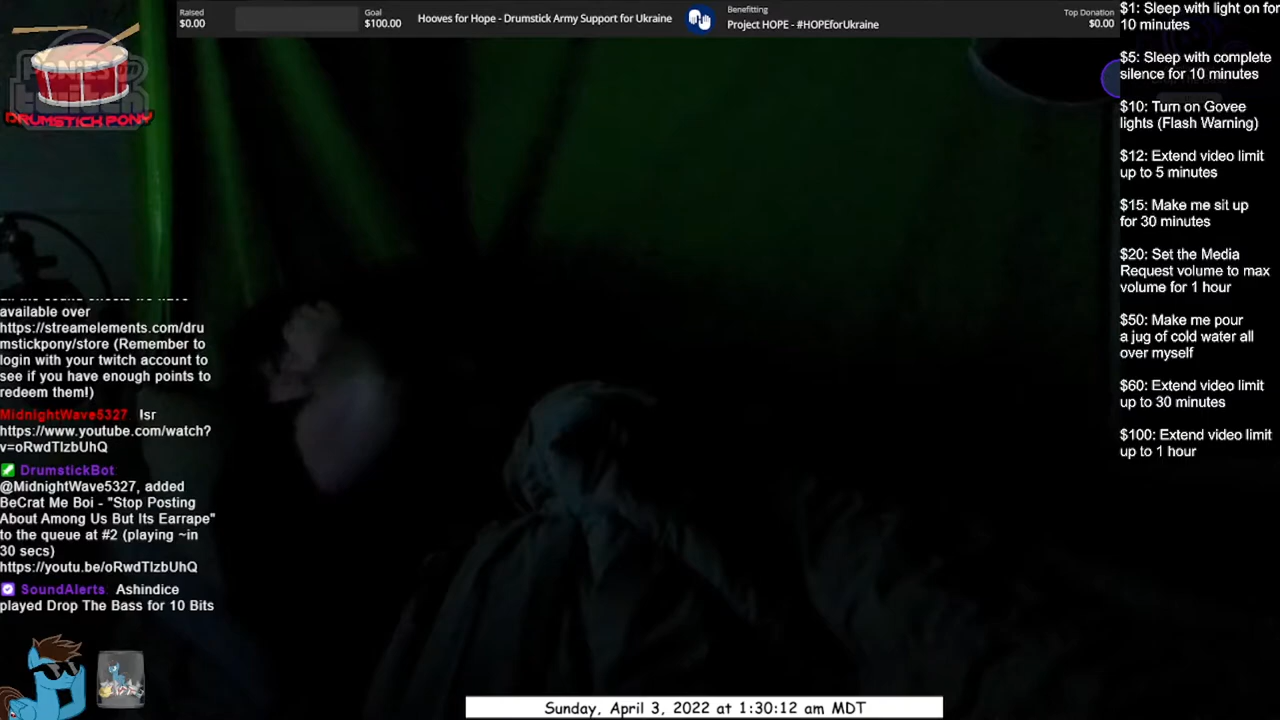 Raised
$0.00
Goal
$100.00
Hooves for Hope - Drumstick Army Support for Ukraine
Benefitting
Project HOPE - #HOPEforUkraine
Top Donation
$0.00
PONIES
twitch
DRUMSTICK PONY
$1: Sleep with light on for
10 minutes
$5: Sleep with complete
silence for 10 minutes
$10: Turn on Govee
lights (Flash Warning)
$12: Extend video limit
up to 5 minutes
$15: Make me sit up
for 30 minutes
$20: Set the Media
Request volume to max
volume for 1 hour
$50: Make me pour
a jug of cold water all
over myself
$60: Extend video limit
up to 30 minutes
$100: Extend video limit
up to 1 hour
available over
https://streamelements.com/dru
mstickpony/store (Remember to
login with your twitch account to
see if you have enough points to
redeem them!)
MidnightWave5327: !sr
https://www.youtube.com/watch?
v=oRwdTIzbUhQ
DrumstickBot:
@MidnightWave5327, added
BeCrat Me Boi - "Stop Posting
About Among Us But Its Earrape"
to the queue at #2 (playing ~in
30 secs)
https://youtu.be/oRwdTIzbUhQ
SoundAlerts: Ashindice
played Drop The Bass for 10 Bits
Sunday, April 3, 2022 at 1:30:12 am MDT